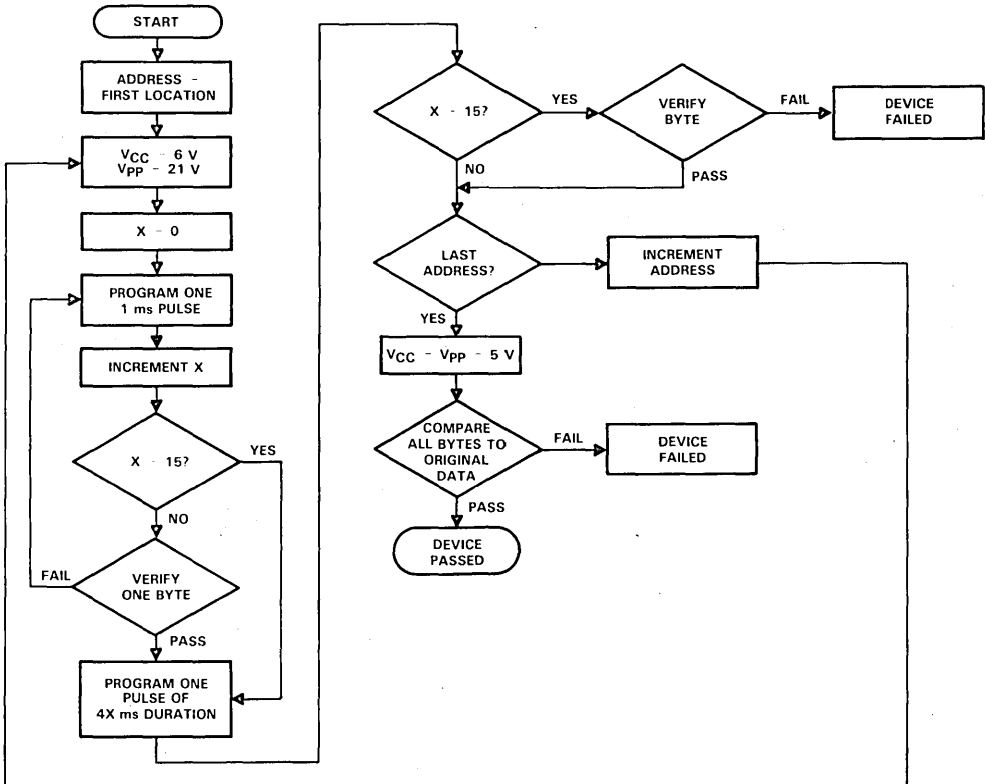 START
ADDRESS -
FIRST LOCATION
VCC - 6 V
VPP - 21 V
X - 0
PROGRAM ONE
1 ms PULSE
INCREMENT X
X - 15?
YES
NO
VERIFY
ONE BYTE
FAIL
PASS
PROGRAM ONE
PULSE OF
4X ms DURATION
X - 15?
YES
NO
VERIFY
BYTE
FAIL
PASS
DEVICE
FAILED
LAST
ADDRESS?
INCREMENT
ADDRESS
YES
VCC - VPP - 5 V
COMPARE
ALL BYTES TO
ORIGINAL
DATA
FAIL
DEVICE
FAILED
PASS
DEVICE
PASSED